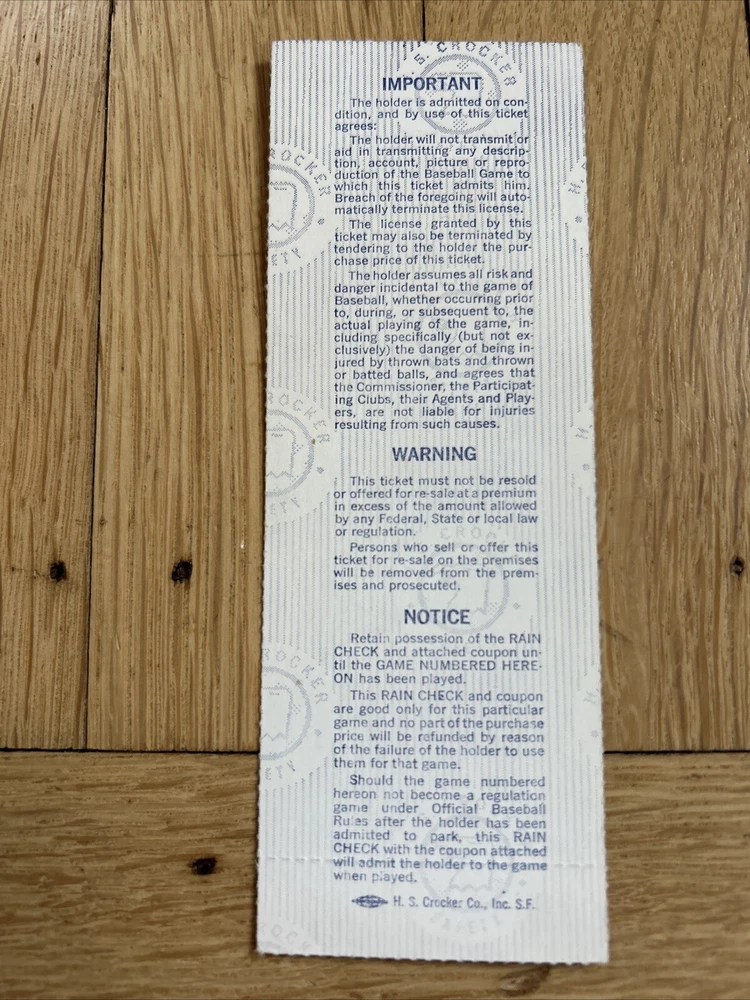 S. CROCKER
IMPORTANT
The holder is admitted on con-
dition, and by use of this ticket
agrees:
The holder will not transmit or
aid in transmitting any descrip-
tion, account, picture or repro-
duction of the Baseball Game to
which this ticket admits him.
Breach of the foregoing will auto-
matically terminate this license.
The license granted by this
ticket may also be terminated by
tendering to the holder the pur-
chase price of this ticket.
The holder assumes all risk and
danger incidental to the game of
Baseball, whether occurring prior
to, during, or subsequent to, the
actual playing of the game, in-
cluding specifically (but not ex-
clusively) the danger of being in-
jured by thrown bats and thrown
or batted balls, and agrees that
the Commissioner, the Participat-
ing Clubs, their Agents and Play-
ers, are not liable for injuries
resulting from such causes.
WARNING
This ticket must not be resold
or offered for re-sale at a premium
in excess of the amount allowed
by any Federal, State or local law
or regulation.
Persons who sell or offer this
ticket for re-sale on the premises
will be removed from the prem-
ises and prosecuted.
NOTICE
Retain possession of the RAIN
CHECK and attached coupon un-
til the GAME NUMBERED HERE-
ON has been played.
This RAIN CHECK and coupon
are good only for this particular
game and no part of the purchase
price will be refunded by reason
of the failure of the holder to use
them for that game.
Should the game numbered
hereon not become a regulation
game under Official Baseball
Rules after the holder has been
admitted to park, this RAIN
CHECK with the coupon attached
will admit the holder to the game
when played.
H. S. Crocker Co., Inc. S.F.